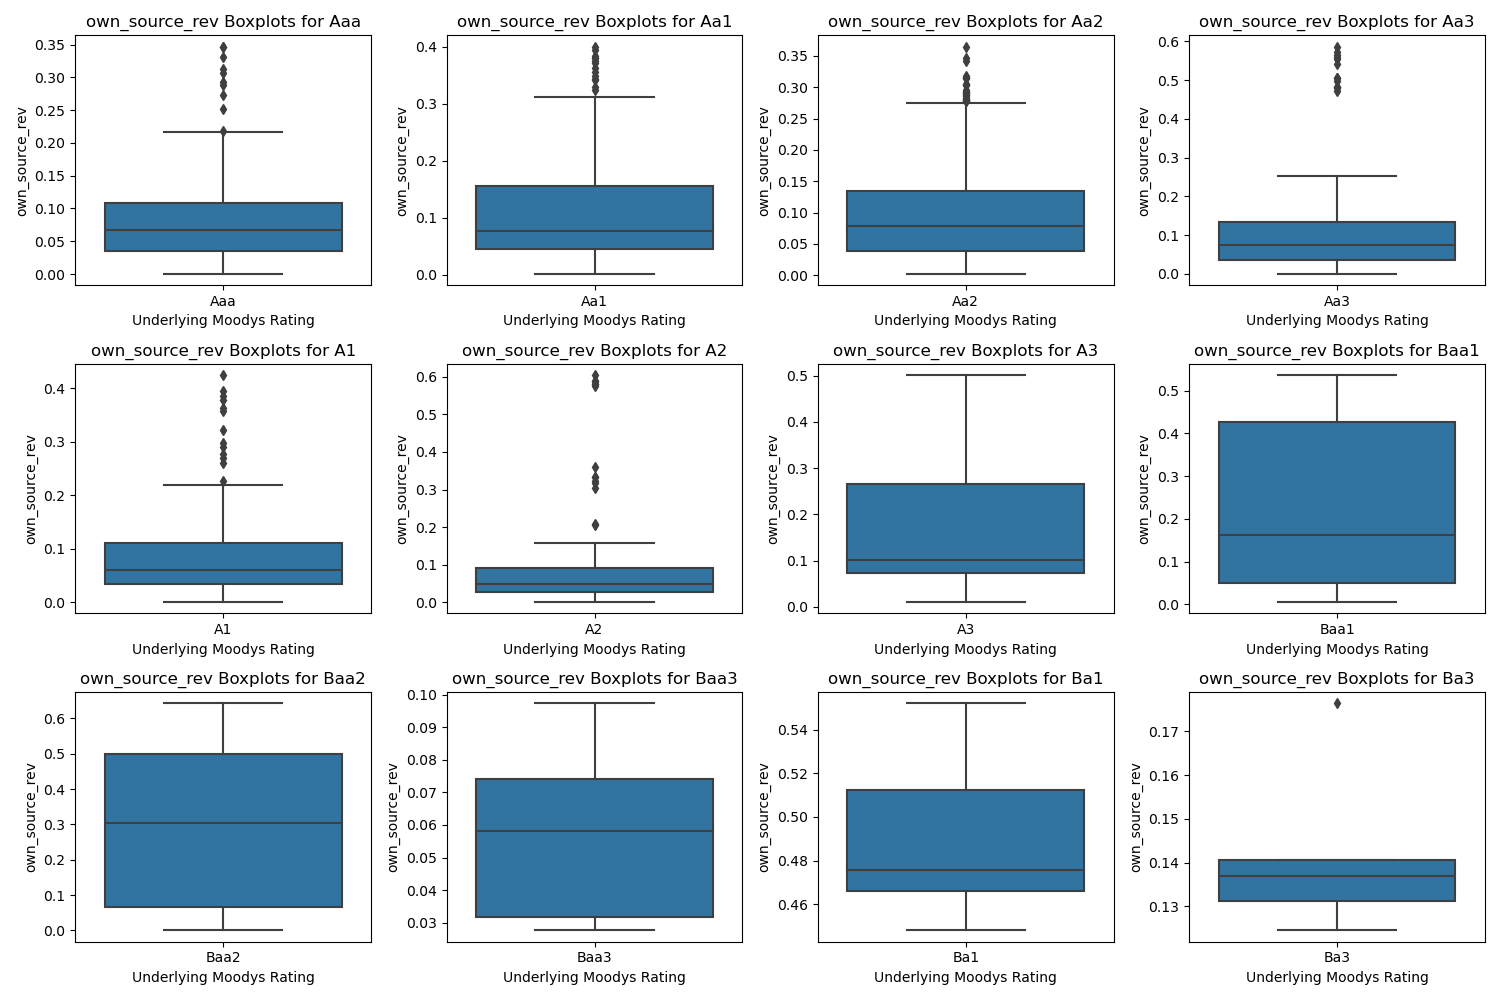 own_source_rev Boxplots for Aaa
own_source_rev
0.35
0.30
0.25
0.20
0.15
0.10
0.05
0.00
Aaa
Underlying Moodys Rating
own_source_rev Boxplots for Aa1
own_source_rev
0.4
0.3
0.2
0.1
0.0
Aa1
Underlying Moodys Rating
own_source_rev Boxplots for Aa2
own_source_rev
0.35
0.30
0.25
0.20
0.15
0.10
0.05
0.00
Aa2
Underlying Moodys Rating
own_source_rev Boxplots for Aa3
own_source_rev
0.6
0.5
0.4
0.3
0.2
0.1
0.0
Aa3
Underlying Moodys Rating
own_source_rev Boxplots for A1
own_source_rev
0.4
0.3
0.2
0.1
0.0
A1
Underlying Moodys Rating
own_source_rev Boxplots for A2
own_source_rev
0.6
0.5
0.4
0.3
0.2
0.1
0.0
A2
Underlying Moodys Rating
own_source_rev Boxplots for A3
own_source_rev
0.5
0.4
0.3
0.2
0.1
0.0
A3
Underlying Moodys Rating
own_source_rev Boxplots for Baa1
own_source_rev
0.5
0.4
0.3
0.2
0.1
0.0
Baa1
Underlying Moodys Rating
own_source_rev Boxplots for Baa2
own_source_rev
0.6
0.5
0.4
0.3
0.2
0.1
0.0
Baa2
Underlying Moodys Rating
own_source_rev Boxplots for Baa3
own_source_rev
0.10
0.09
0.08
0.07
0.06
0.05
0.04
0.03
Baa3
Underlying Moodys Rating
own_source_rev Boxplots for Ba1
own_source_rev
0.54
0.52
0.50
0.48
0.46
Ba1
Underlying Moodys Rating
own_source_rev Boxplots for Ba3
own_source_rev
0.17
0.16
0.15
0.14
0.13
Ba3
Underlying Moodys Rating